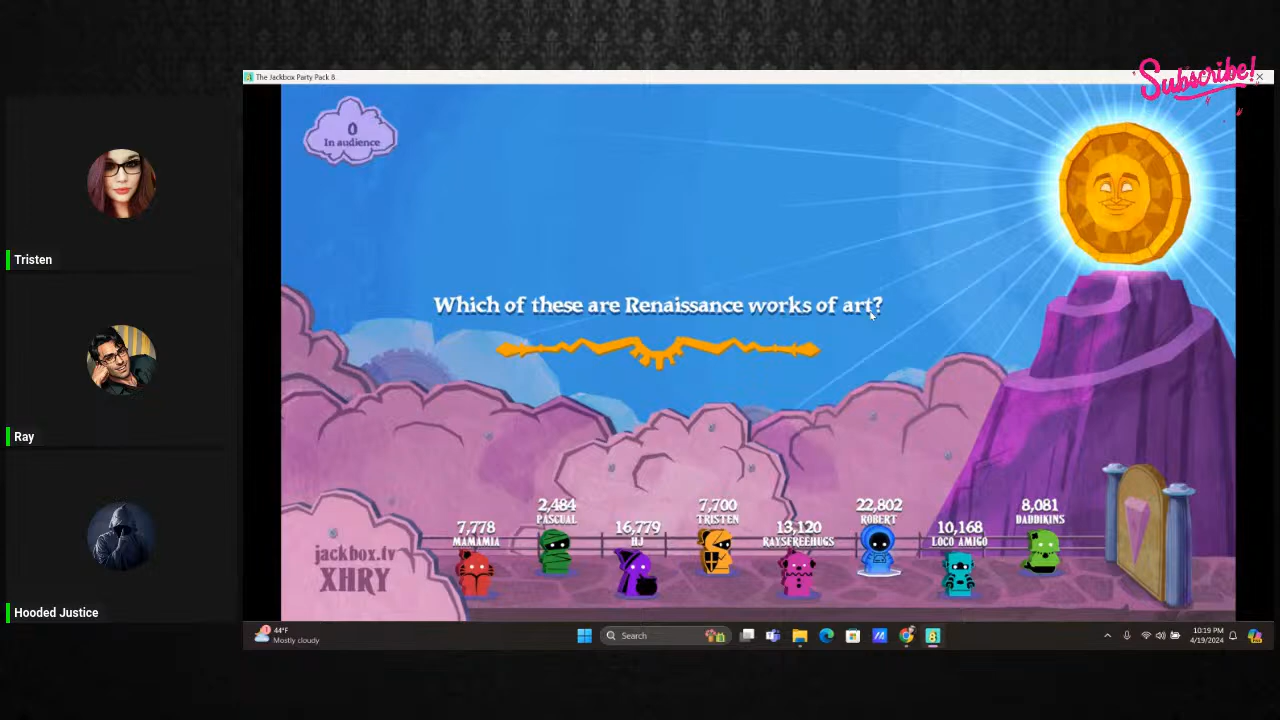 The Jackbox Party Pack 8
Subscribe!
0
In audience
Tristen
Which of these are Renaissance works of art?
Ray
2,484
PASCUAL
7,700
TRISTEN
22,802
ROBERT
8,081
DADDIKINS
7,778
MAMAMIA
16,779
HJ
13,120
RAYSFREEHUGS
10,168
LOCO AMIGO
jackbox.tv
XHRY
Hooded Justice
44°F
Mostly cloudy
Search
10:19 PM
4/19/2024